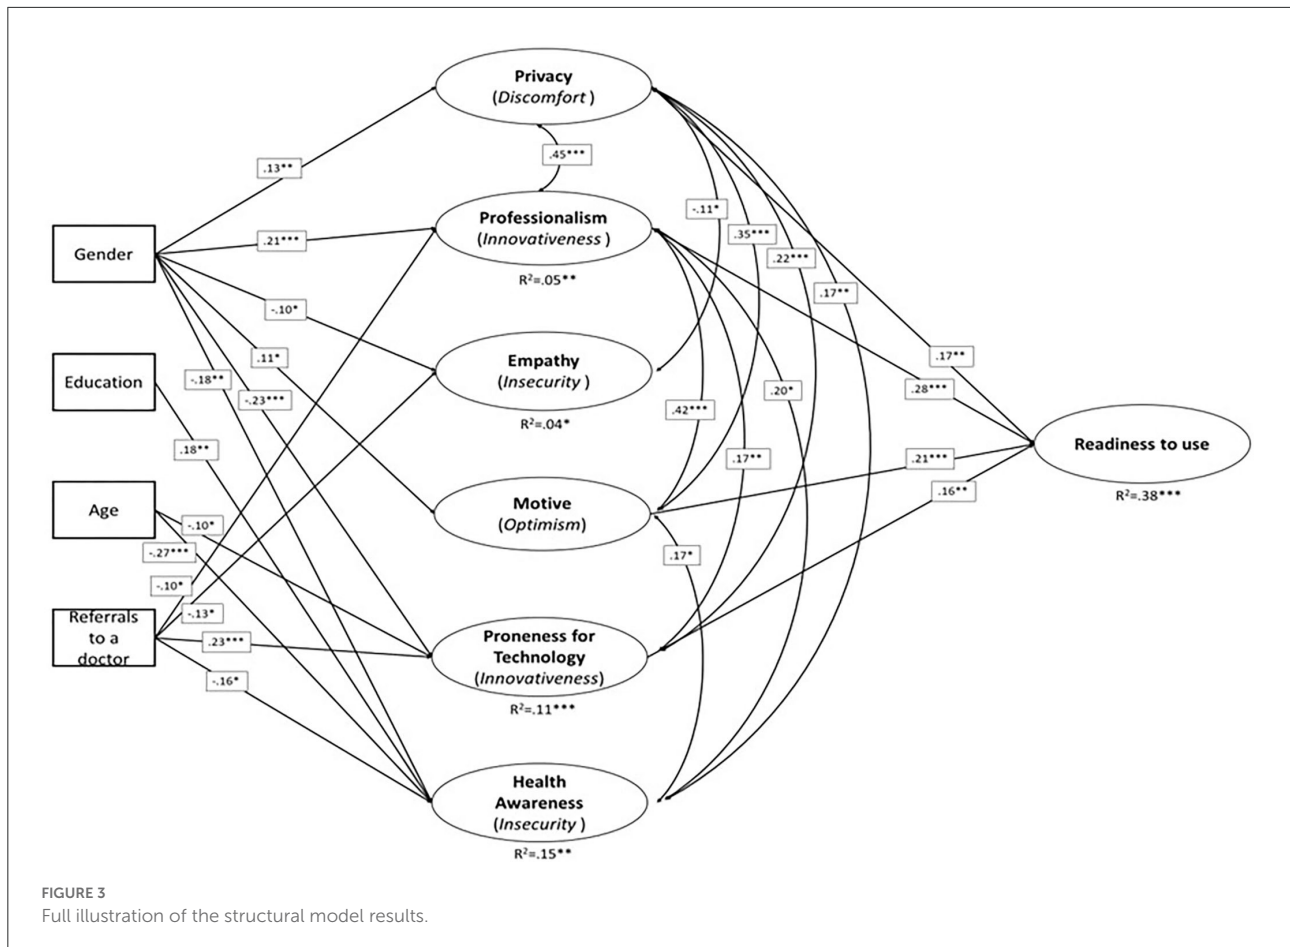 Privacy
(Discomfort )
.45***
.13**
Professionalism
(Innovativeness )
R²=.05**
-.11*
.35***
.22***
.17**
Gender
.21***
-.10*
Empathy
(Insecurity )
R²=.04*
.11*
-.18**
-.23***
Education
.18**
.17**
.28***
.20*
.42***
.17**
Readiness to use
R²=.38***
.21***
.16**
Motive
(Optimism)
Age
-.10*
-.27***
.17*
-.10*
-.13*
Referrals
to a
doctor
.23***
-.16*
Proneness for
Technology
(Innovativeness)
R²=.11***
Health
Awareness
(Insecurity )
R²=.15**
FIGURE 3
Full illustration of the structural model results.